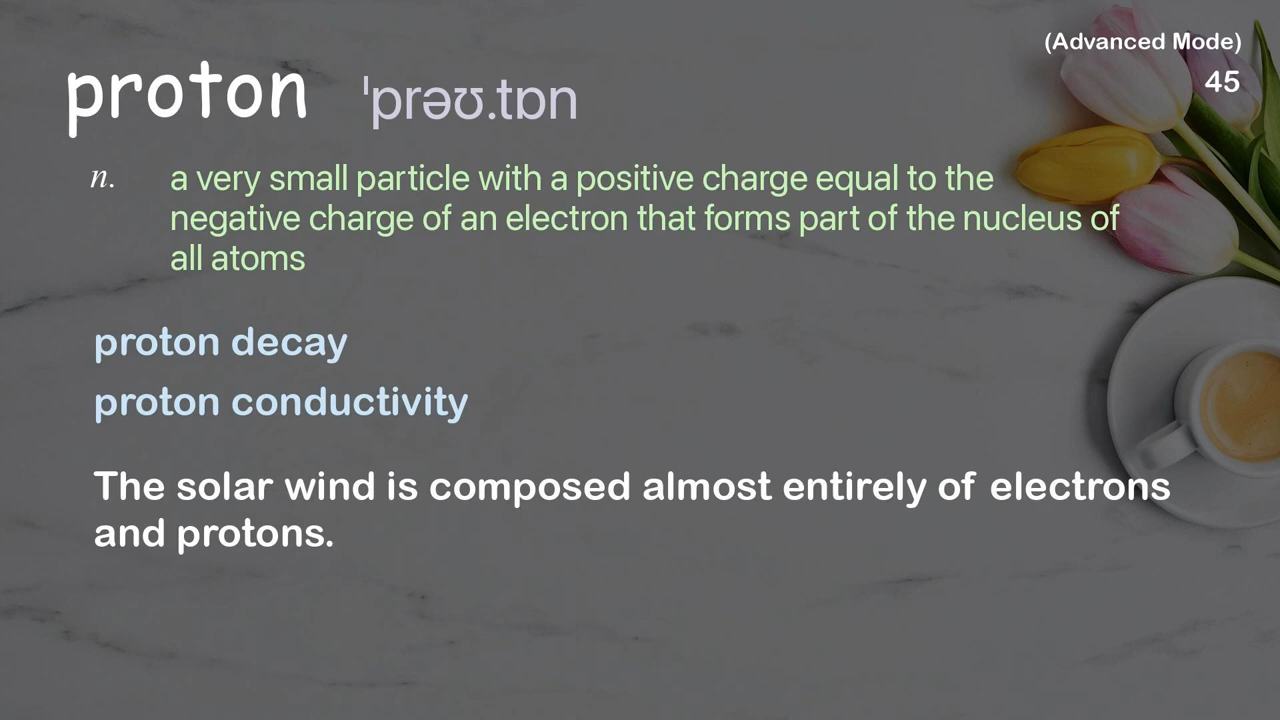 (Advanced Mode)
proton ˈprəʊ.tɒn
45
n. a very small particle with a positive charge equal to the
negative charge of an electron that forms part of the nucleus of
all atoms
proton decay
proton conductivity
The solar wind is composed almost entirely of electrons
and protons.